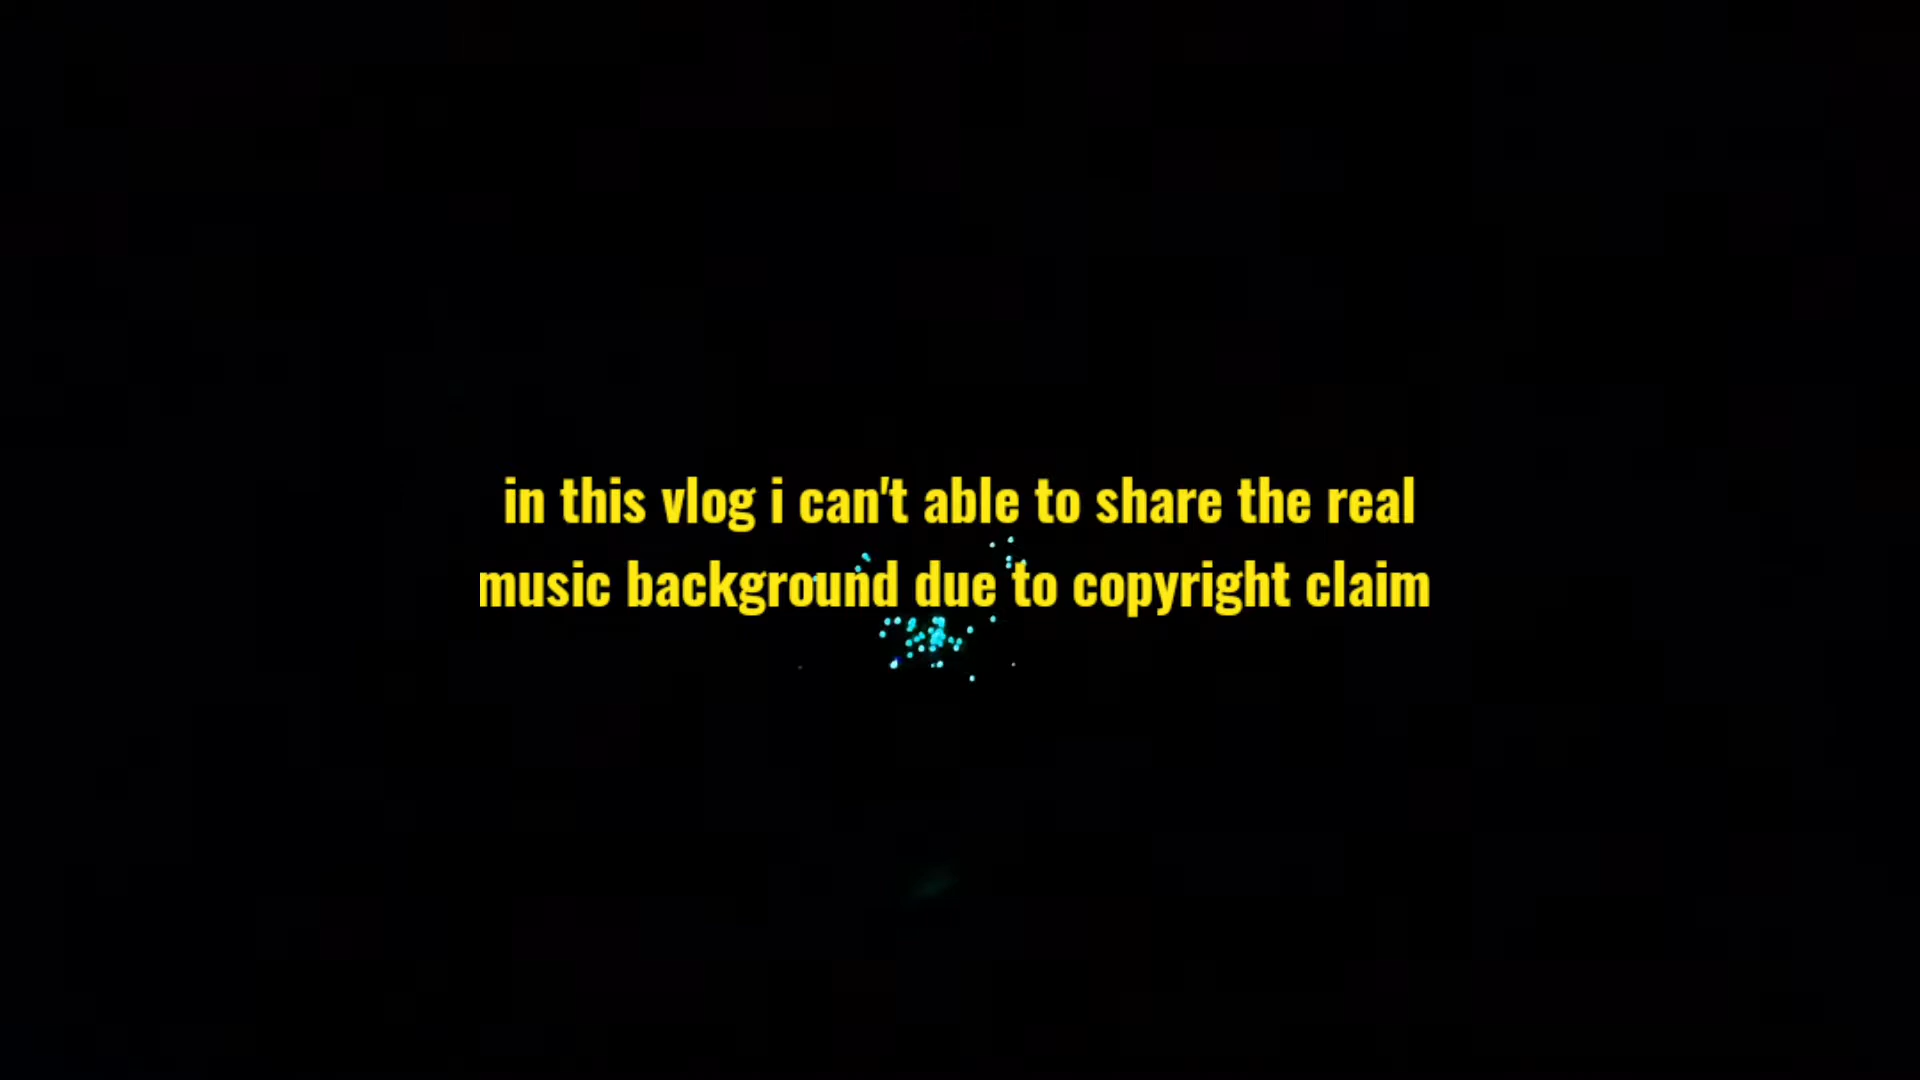 in this vlog i can't able to share the real
music background due to copyright claim